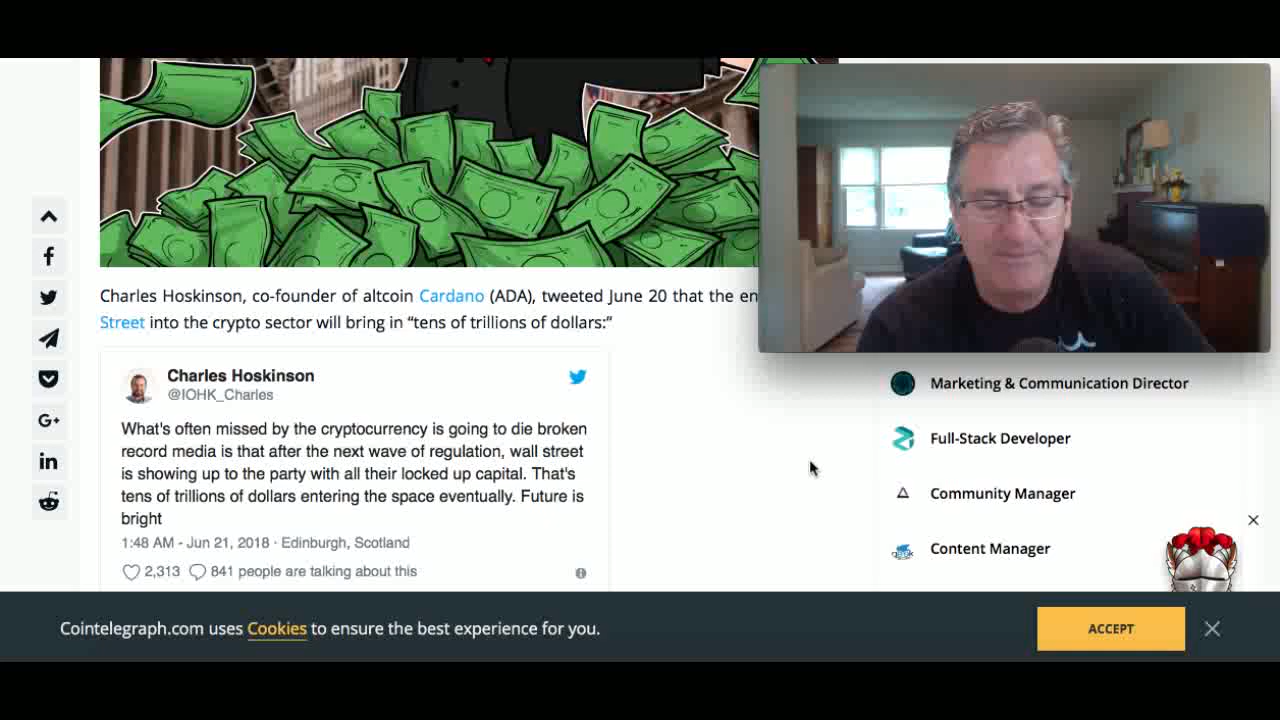 Charles Hoskinson, co-founder of altcoin Cardano (ADA), tweeted June 20 that the en
Street into the crypto sector will bring in “tens of trillions of dollars:”
Charles Hoskinson
@IOHK_Charles
What's often missed by the cryptocurrency is going to die broken
record media is that after the next wave of regulation, wall street
is showing up to the party with all their locked up capital. That's
tens of trillions of dollars entering the space eventually. Future is
bright
1:48 AM - Jun 21, 2018 · Edinburgh, Scotland
2,313 841 people are talking about this
Marketing & Communication Director
Full-Stack Developer
Community Manager
Content Manager
Cointelegraph.com uses Cookies to ensure the best experience for you.
ACCEPT